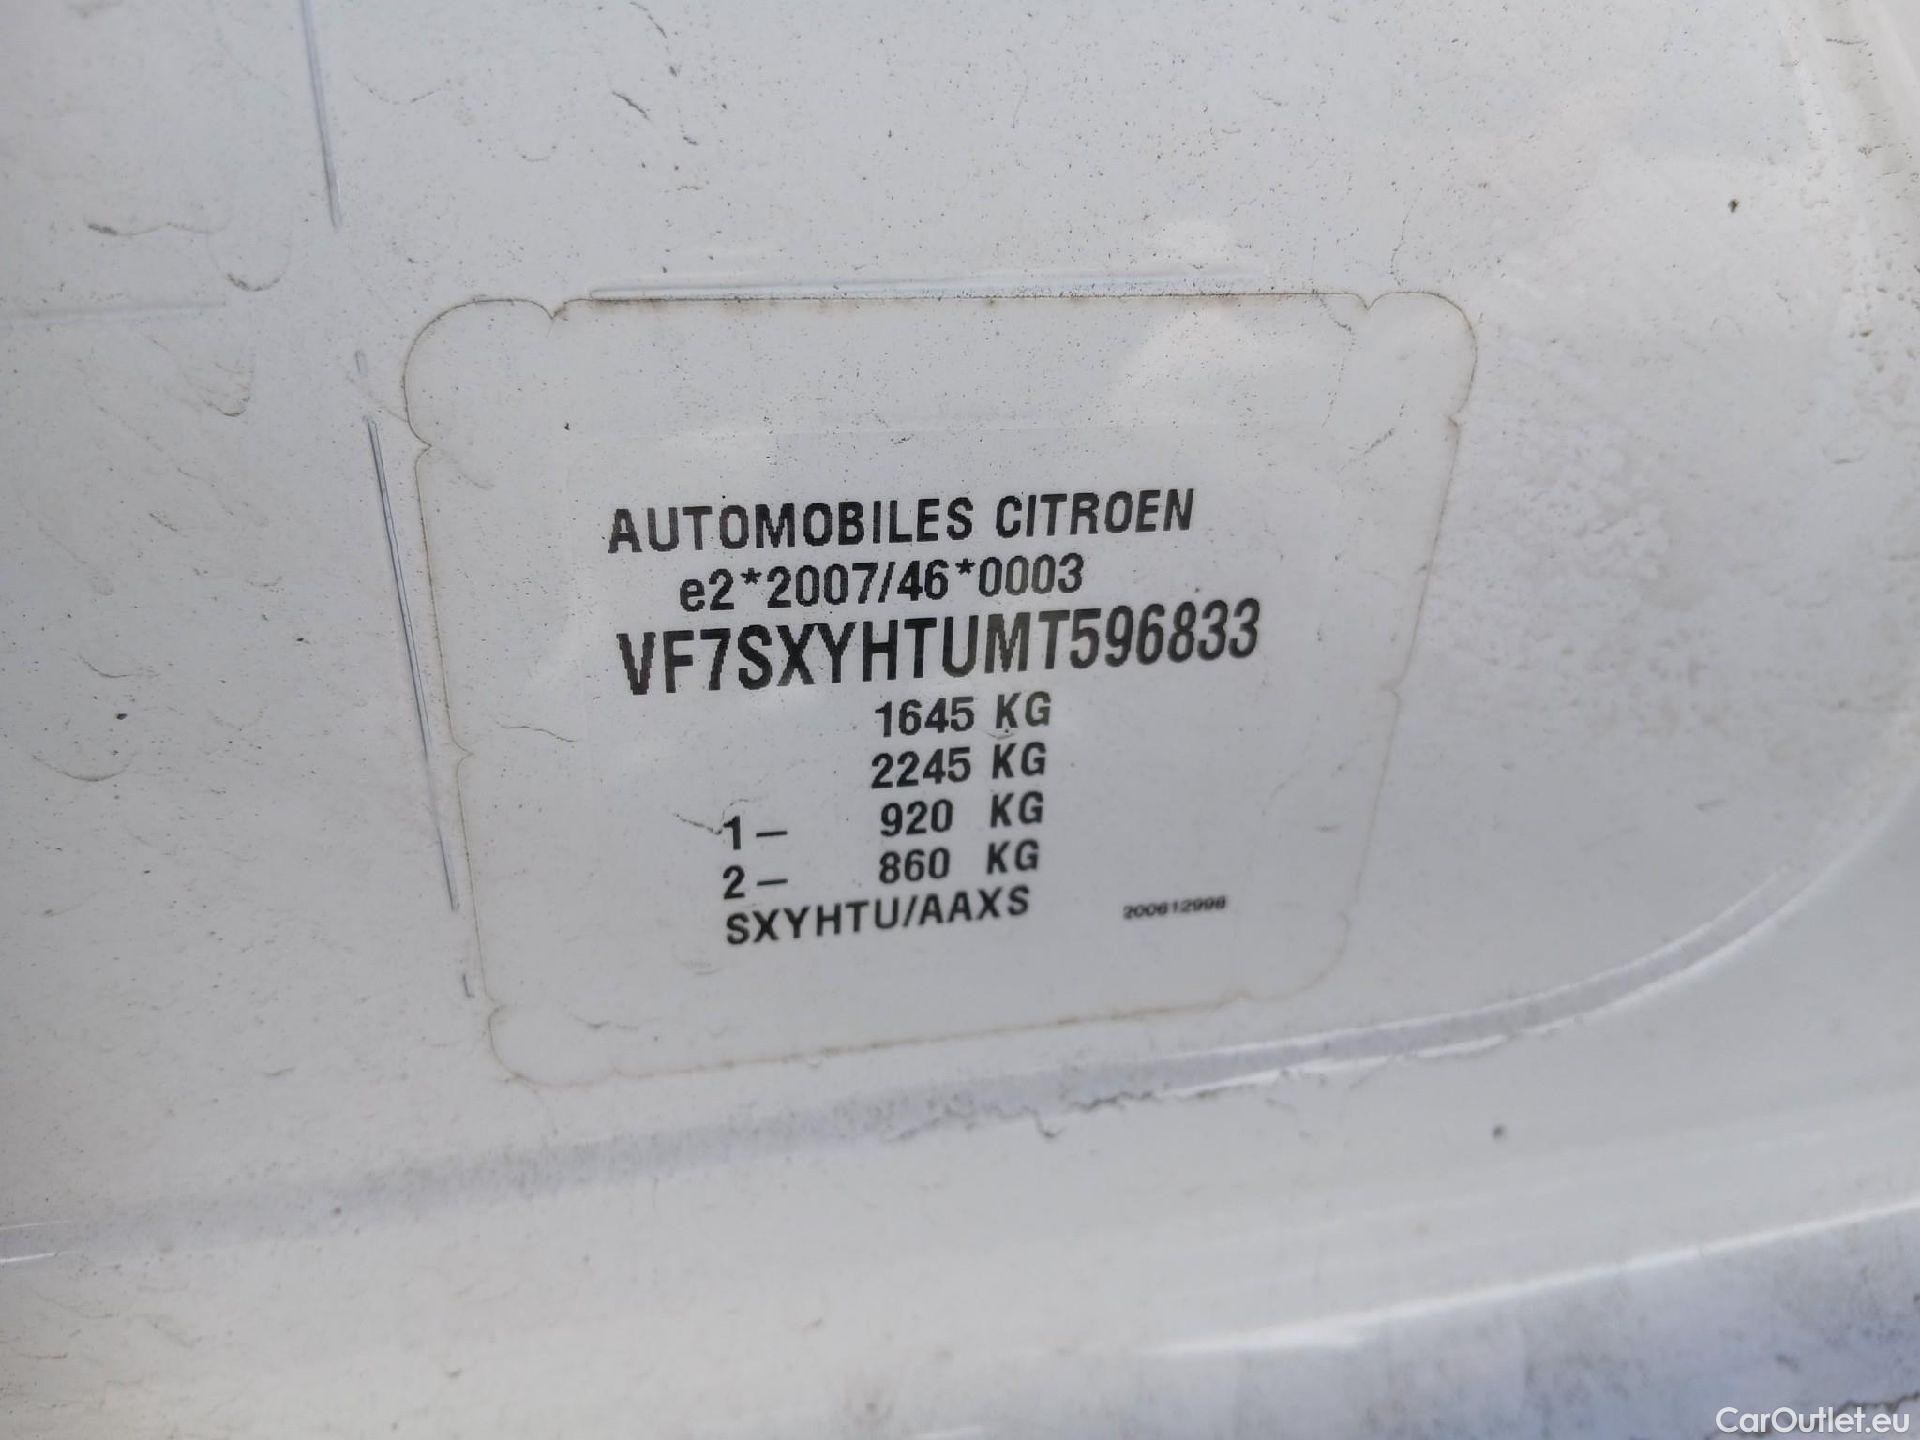 AUTOMOBILES CITROEN
e2*2007/46*0003
VF7SXYHTUMT596833
1645 KG
2245 KG
1– 920 KG
2– 860 KG
SXYHTU/AAXS 200612998
CarOutlet.eu